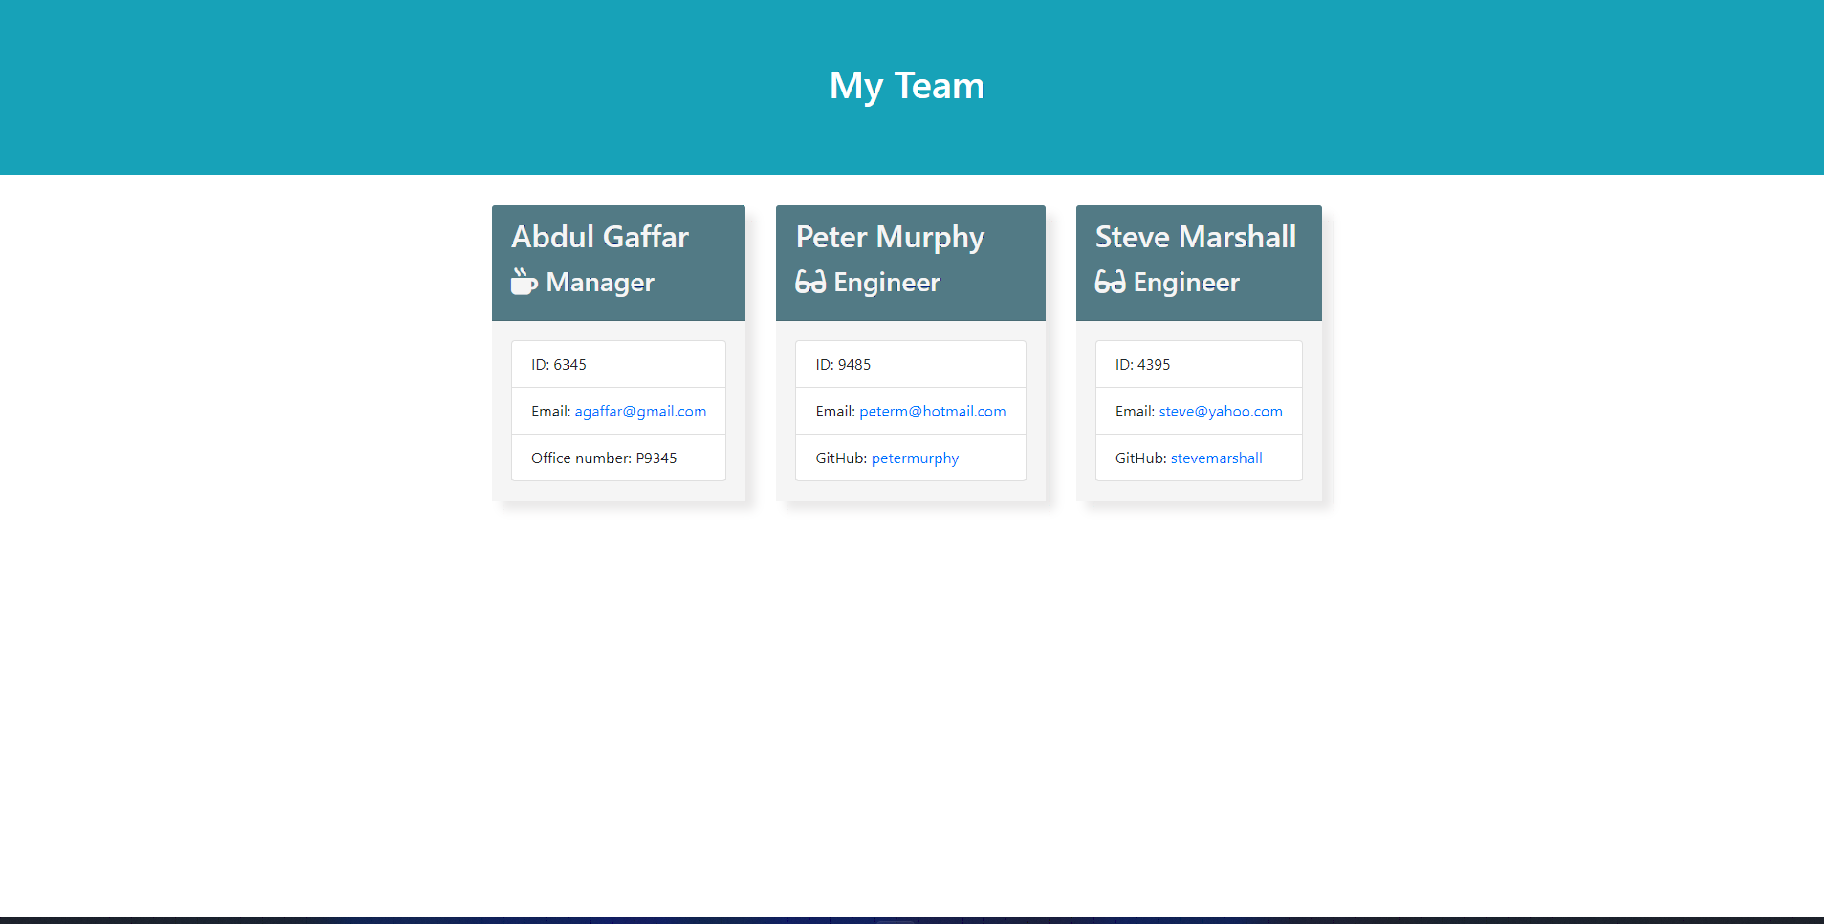 My Team
Abdul Gaffar
Manager
ID: 6345
Email: agaffar@gmail.com
Office number: P9345
Peter Murphy
Engineer
ID: 9485
Email: peterm@hotmail.com
GitHub: petermurphy
Steve Marshall
Engineer
ID: 4395
Email: steve@yahoo.com
GitHub: stevemarshall